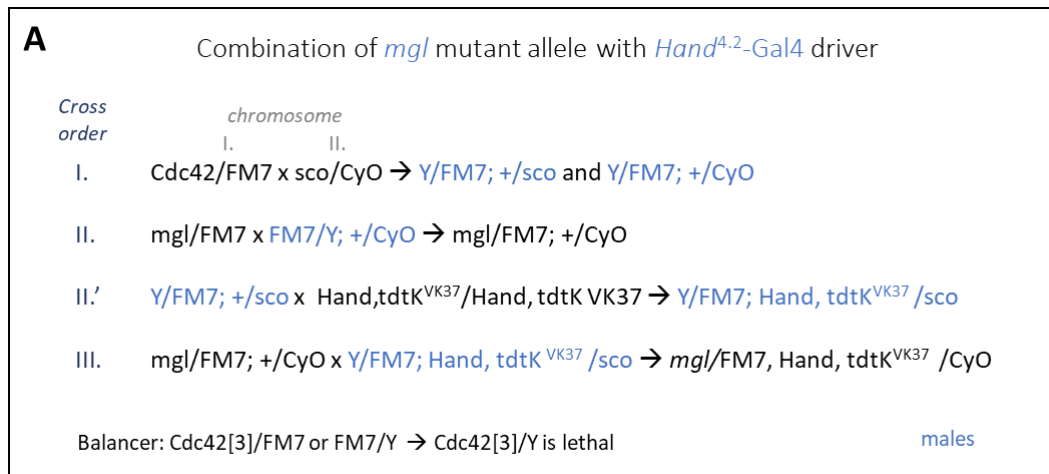 A
Combination of mgl mutant allele with Hand4.2-Gal4 driver
Cross
order
chromosome
I. II.
I. Cdc42/FM7 x sco/CyO → Y/FM7; +/sco and Y/FM7; +/CyO
II. mgl/FM7 x FM7/Y; +/CyO → mgl/FM7; +/CyO
II.’ Y/FM7; +/sco x Hand,tdtKVK37/Hand, tdtK VK37 → Y/FM7; Hand, tdtKVK37 /sco
III. mgl/FM7; +/CyO x Y/FM7; Hand, tdtK VK37 /sco → mgl/FM7, Hand, tdtKVK37 /CyO
Balancer: Cdc42[3]/FM7 or FM7/Y → Cdc42[3]/Y is lethal males